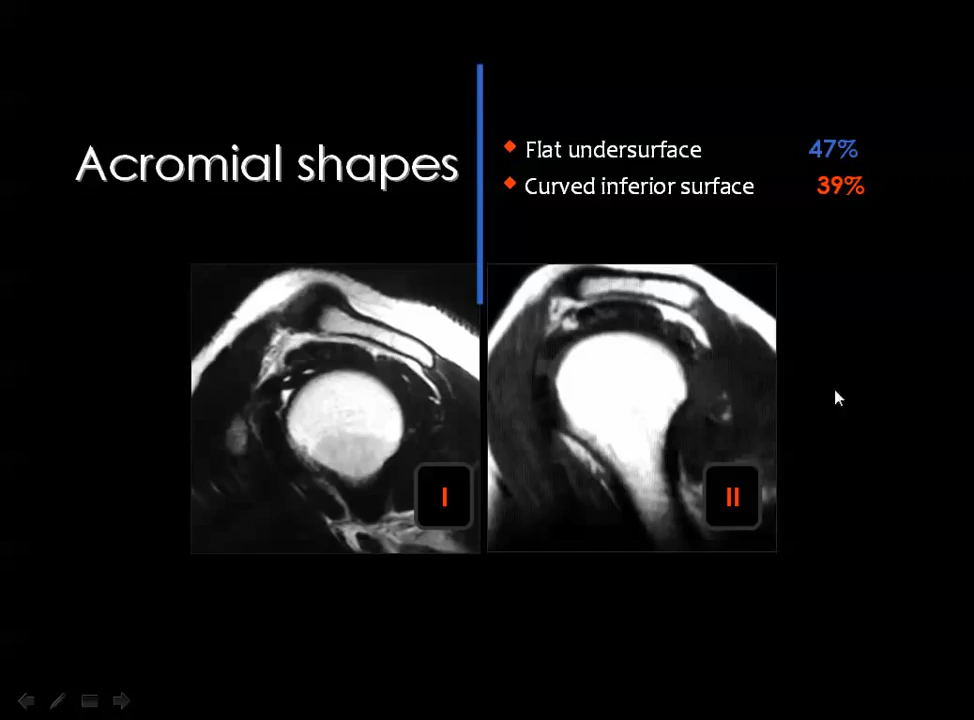 Acromial shapes
Flat undersurface 47%
Curved inferior surface 39%
I
II